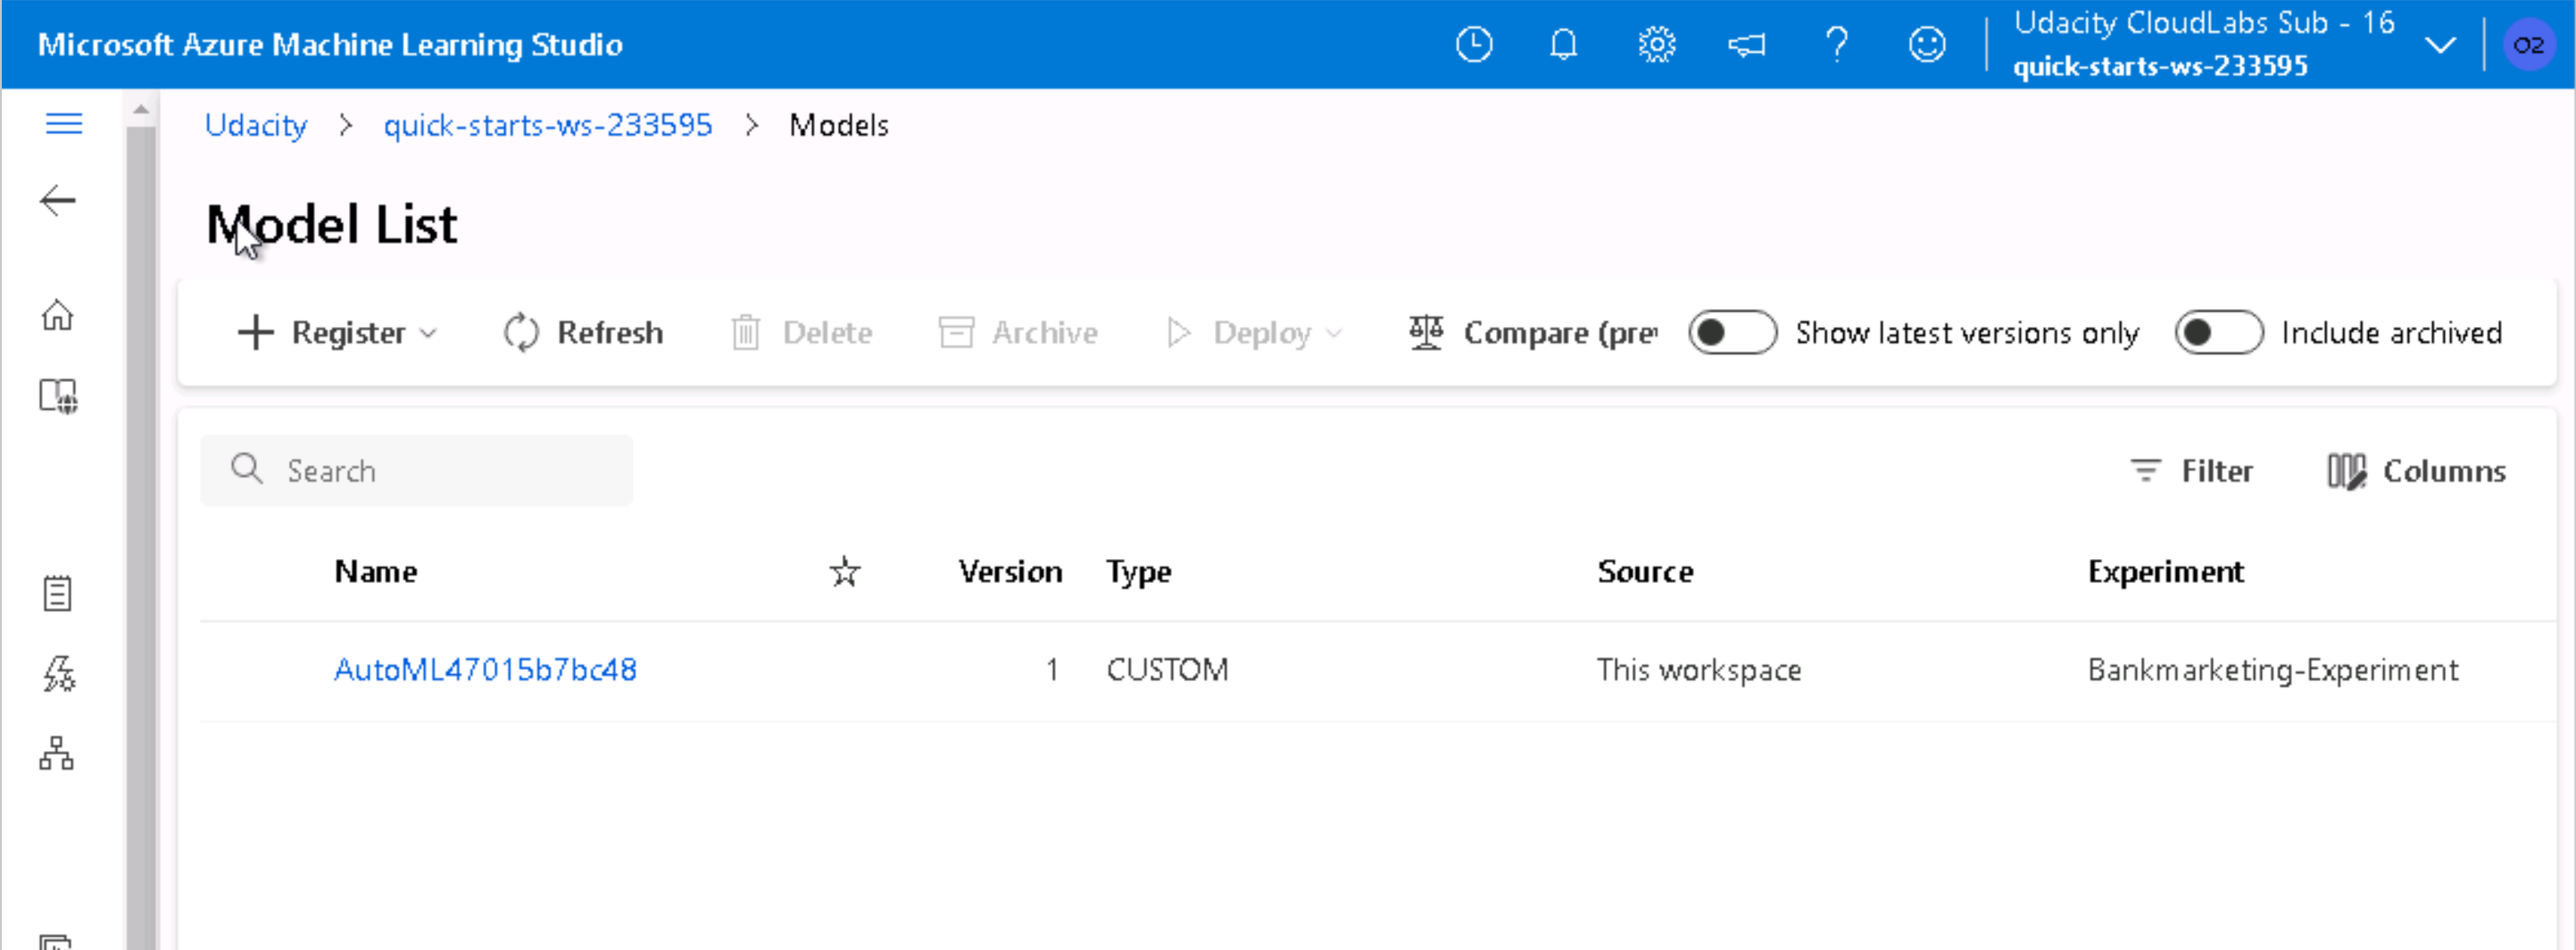 Microsoft Azure Machine Learning Studio
Udacity CloudLabs Sub - 16
quick-starts-ws-233595
O2
Udacity > quick-starts-ws-233595 > Models
Model List
Register Refresh Delete Archive Deploy Compare (pre Show latest versions only Include archived
Search Filter Columns
Name Version Type Source Experiment
AutoML47015b7bc48 1 CUSTOM This workspace Bankmarketing-Experiment